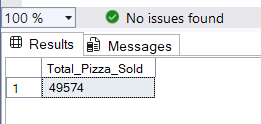 100 % No issues found
Results Messages
Total_Pizza_Sold
1 49574